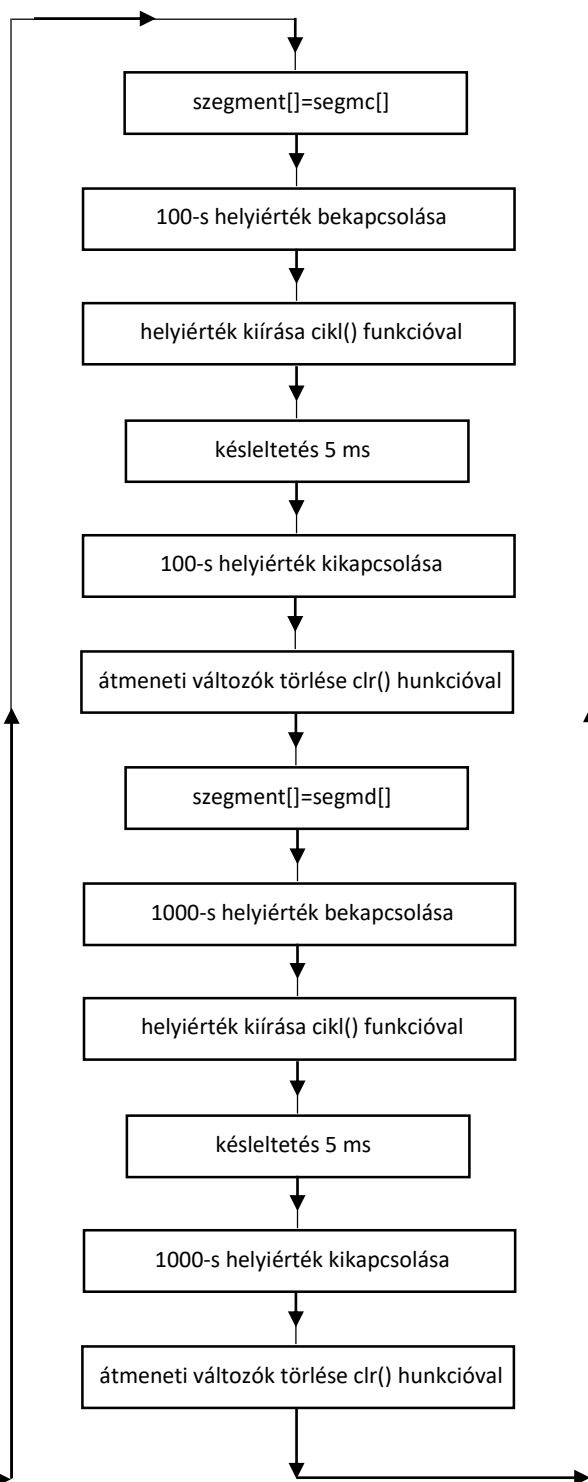 szegment[]=segmc[]
100-s helyiérték bekapcsolása
helyiérték kiírása cikl() funkcióval
késleltetés 5 ms
100-s helyiérték kikapcsolása
átmeneti változók törlése clr() hunkcióval
szegment[]=segmd[]
1000-s helyiérték bekapcsolása
helyiérték kiírása cikl() funkcióval
késleltetés 5 ms
1000-s helyiérték kikapcsolása
átmeneti változók törlése clr() hunkcióval